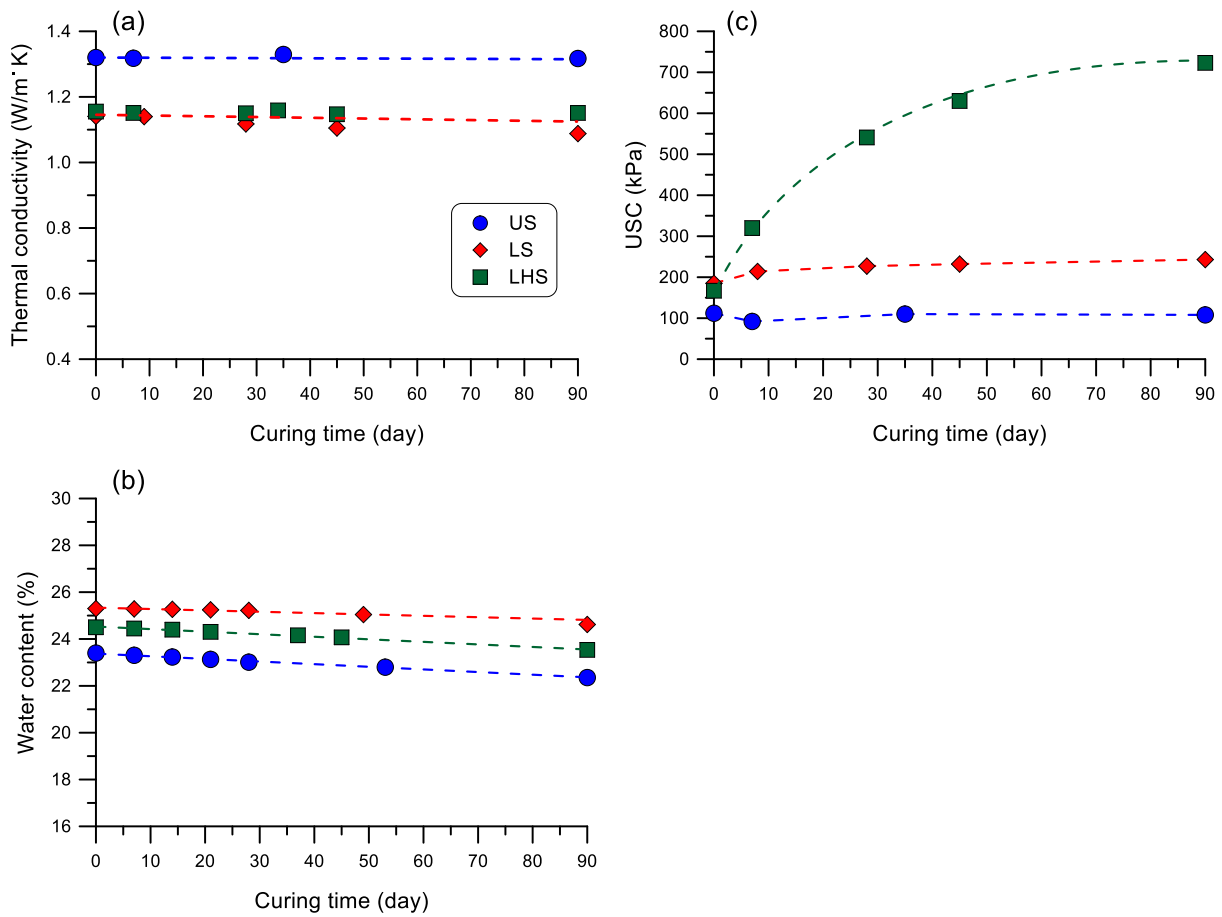 (a)
Thermal conductivity (W/m˙K)
1.4
1.2
1.0
0.8
0.6
0.4
US
LS
LHS
0 10 20 30 40 50 60 70 80 90
Curing time (day)
(c)
USC (kPa)
800
700
600
500
400
300
200
100
0
0 10 20 30 40 50 60 70 80 90
Curing time (day)
(b)
Water content (%)
30
26
24
22
20
18
16
0 10 20 30 40 50 60 70 80 90
Curing time (day)